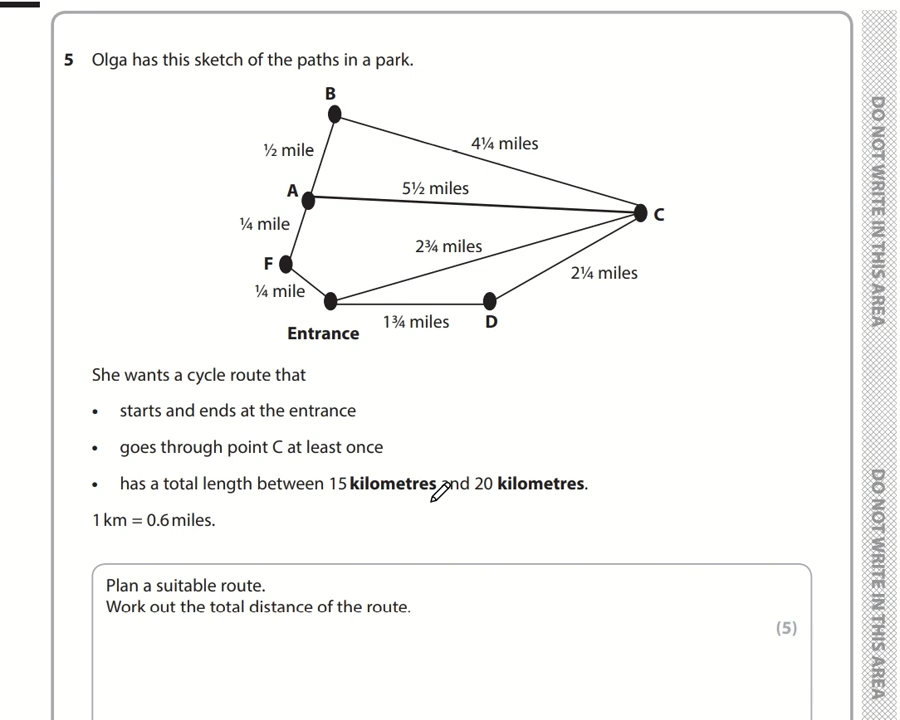 5 Olga has this sketch of the paths in a park.
B
½ mile
4¼ miles
A
5½ miles
C
¼ mile
2¾ miles
F
2¼ miles
¼ mile
Entrance
1¾ miles
D
She wants a cycle route that
• starts and ends at the entrance
• goes through point C at least once
• has a total length between 15 kilometres and 20 kilometres.
1 km = 0.6 miles.
Plan a suitable route.
Work out the total distance of the route.
(5)
DO NOT WRITE IN THIS AREA
DO NOT WRITE IN THIS AREA